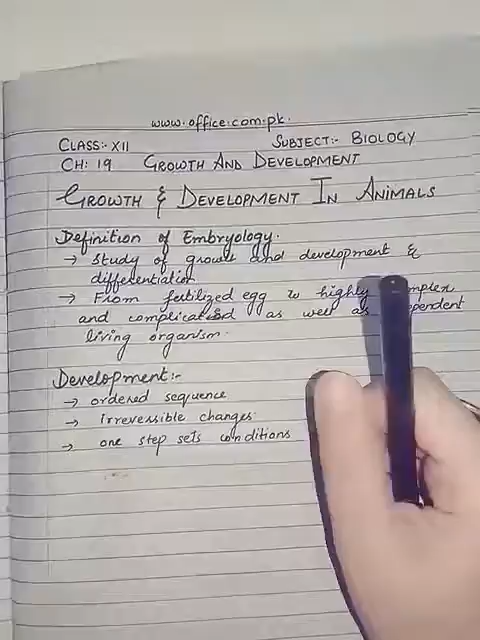 www.office.com.pk.
CLASS:- XII SUBJECT:- BIOLOGY
CH: 19 GROWTH AND DEVELOPMENT
GROWTH & DEVELOPMENT IN ANIMALS
Definition of Embryology.
→ Study of growth and development &
differentiation
→ From fertilized egg to highly
and complicated as well as
living organism.
Development:-
→ ordered sequence
→ irreversible changes.
→ one step sets conditions